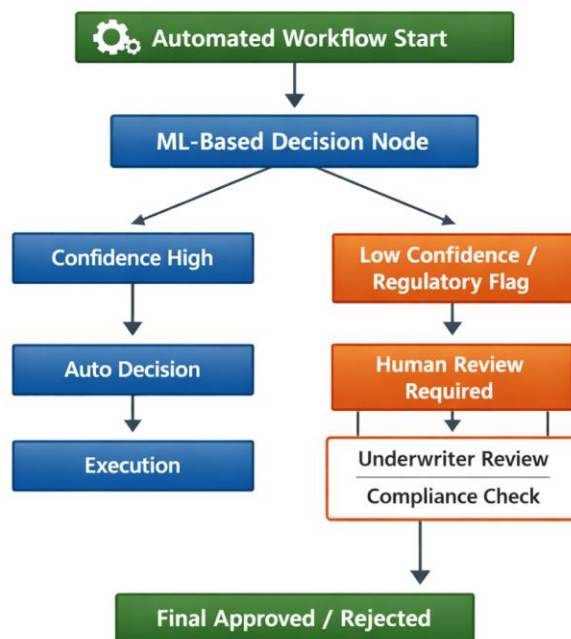 Automated Workflow Start
ML-Based Decision Node
Confidence High
Auto Decision
Execution
Low Confidence /
Regulatory Flag
Human Review
Required
Underwriter Review
Compliance Check
Final Approved / Rejected